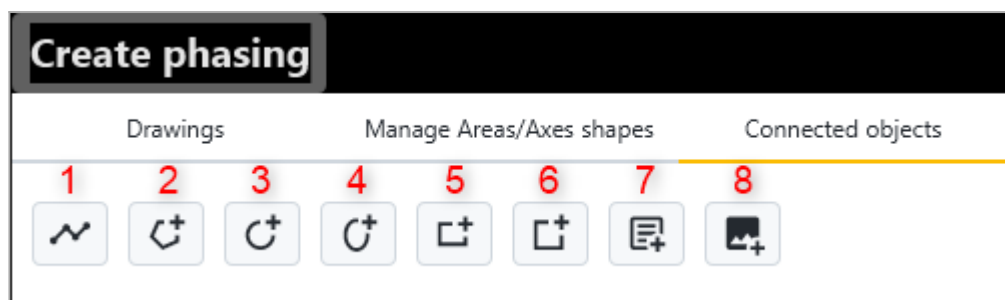 Create phasing
Drawings Manage Areas/Axes shapes Connected objects
1 2 3 4 5 6 7 8